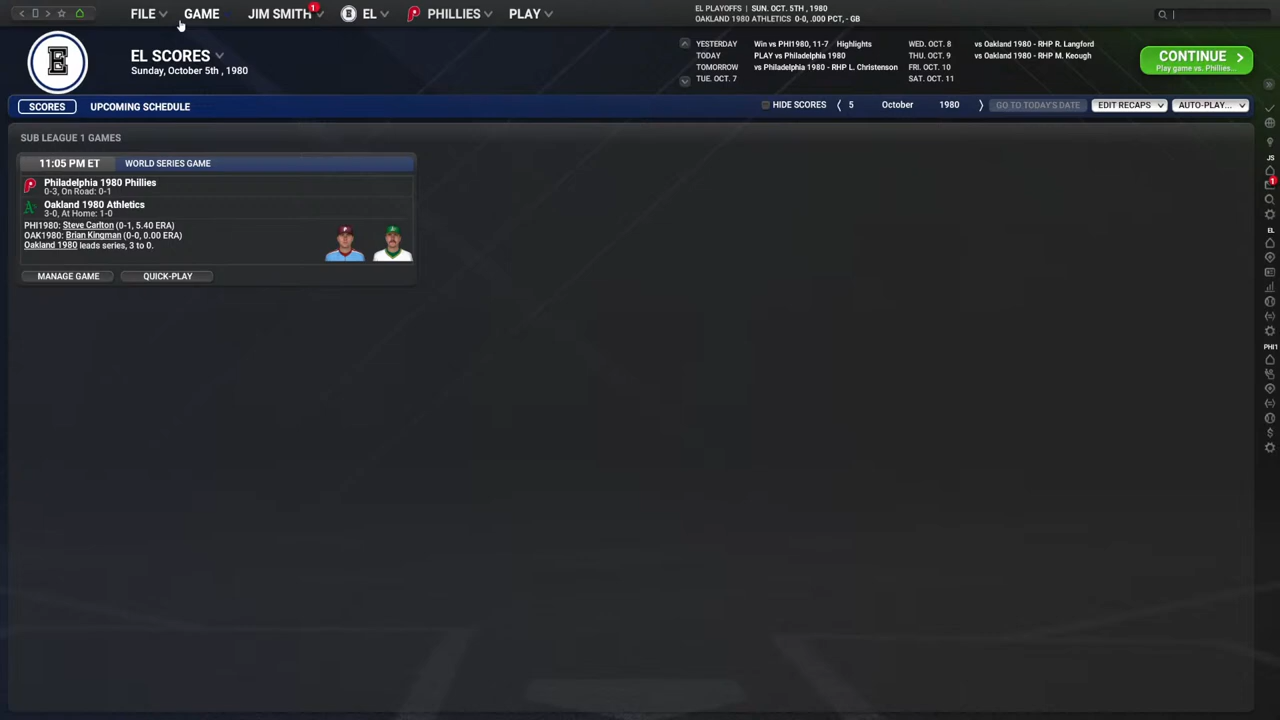 FILE GAME JIM SMITH 1 EL PHILLIES PLAY
EL PLAYOFFS | SUN. OCT. 5TH , 1980
OAKLAND 1980 ATHLETICS 0-0, .000 PCT, - GB
EL SCORES
Sunday, October 5th , 1980
YESTERDAY Win vs PHI1980, 11-7 Highlights
TODAY PLAY vs Philadelphia 1980
TOMORROW vs Philadelphia 1980 - RHP L. Christenson
TUE. OCT. 7
WED. OCT. 8 vs Oakland 1980 - RHP R. Langford
THU. OCT. 9 vs Oakland 1980 - RHP M. Keough
FRI. OCT. 10
SAT. OCT. 11
CONTINUE
Play game vs. Phillies...
SCORES UPCOMING SCHEDULE HIDE SCORES 5 October 1980 GO TO TODAY'S DATE EDIT RECAPS AUTO-PLAY...
SUB LEAGUE 1 GAMES
11:05 PM ET WORLD SERIES GAME
Philadelphia 1980 Phillies
0-3, On Road: 0-1
Oakland 1980 Athletics
3-0, At Home: 1-0
PHI1980: Steve Carlton (0-1, 5.40 ERA)
OAK1980: Brian Kingman (0-0, 0.00 ERA)
Oakland 1980 leads series, 3 to 0.
MANAGE GAME QUICK-PLAY
JS
1
EL
PHI1